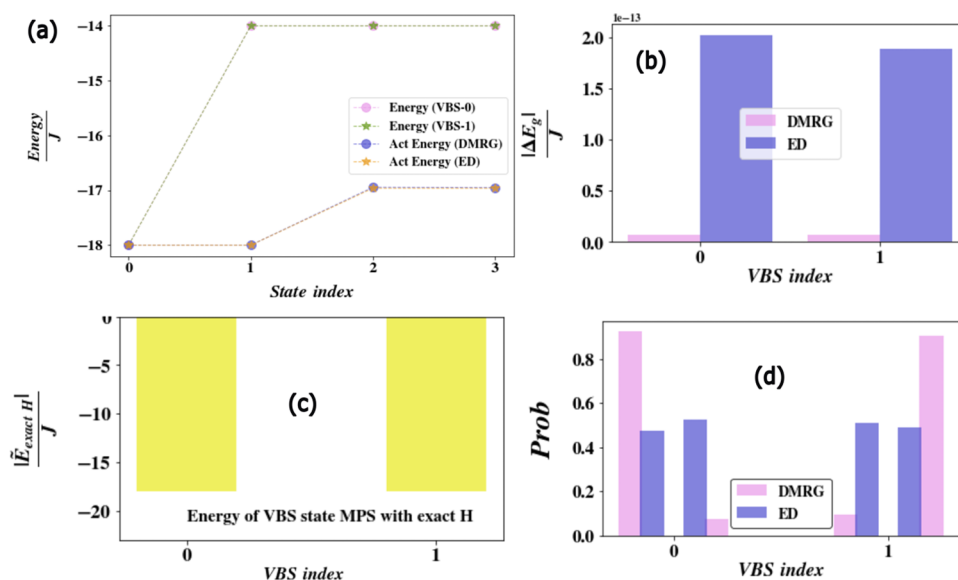 (a)
−14
−15
−16
−17
−18
Energy
J
Energy (VBS-0)
Energy (VBS-1)
Act Energy (DMRG)
Act Energy (ED)
0 1 2 3
State index
1e−13
(b)
2.0
1.5
1.0
0.5
0.0
|ΔE_g|
J
DMRG
ED
0 1
VBS index
(c)
0
−5
−10
−15
−20
|Ẽ_exact H|
J
Energy of VBS state MPS with exact H
0 1
VBS index
(d)
0.8
0.6
0.4
0.2
0.0
Prob
DMRG
ED
0 1
VBS index